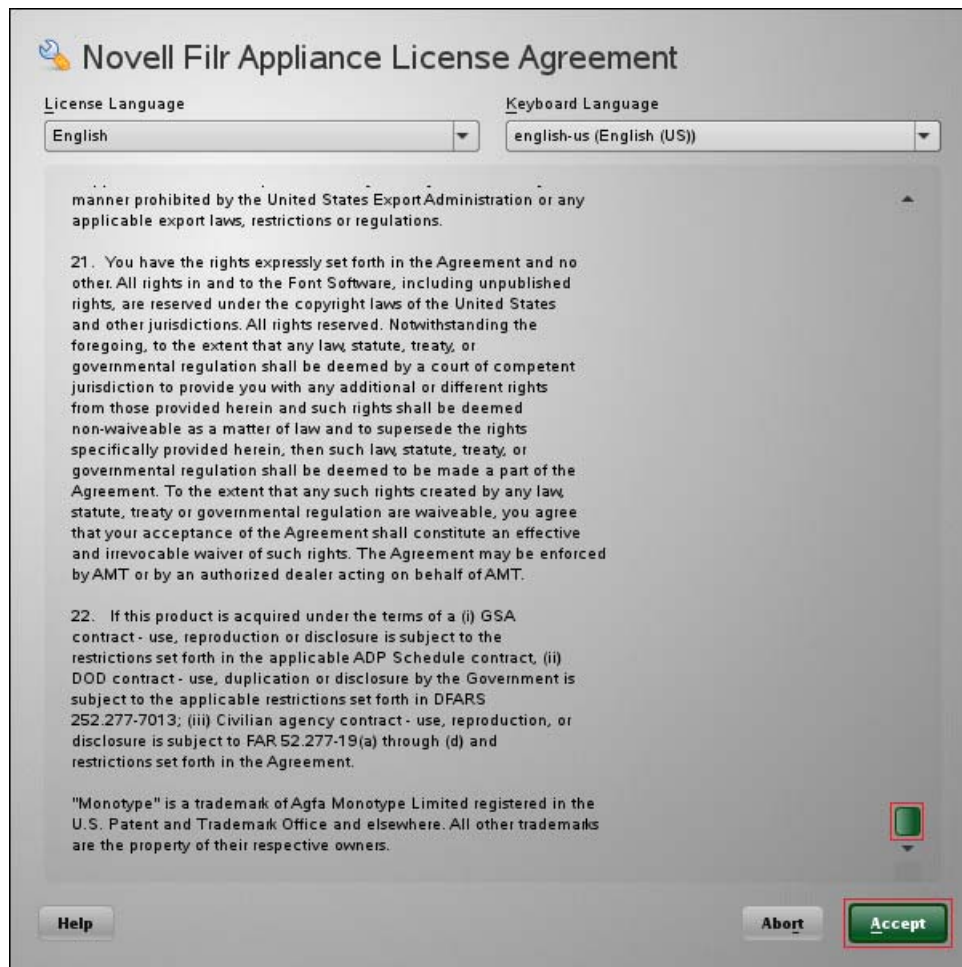 Novell Filr Appliance License Agreement
License Language
Keyboard Language
English
english-us (English (US))
manner prohibited by the United States Export Administration or any
applicable export laws, restrictions or regulations.
21. You have the rights expressly set forth in the Agreement and no
other. All rights in and to the Font Software, including unpublished
rights, are reserved under the copyright laws of the United States
and other jurisdictions. All rights reserved. Notwithstanding the
foregoing, to the extent that any law, statute, treaty, or
governmental regulation shall be deemed by a court of competent
jurisdiction to provide you with any additional or different rights
from those provided herein and such rights shall be deemed
non-waiveable as a matter of law and to supersede the rights
specifically provided herein, then such law, statute, treaty, or
governmental regulation shall be deemed to be made a part of the
Agreement. To the extent that any such rights created by any law,
statute, treaty or governmental regulation are waiveable, you agree
that your acceptance of the Agreement shall constitute an effective
and irrevocable waiver of such rights. The Agreement may be enforced
by AMT or by an authorized dealer acting on behalf of AMT.
22. If this product is acquired under the terms of a (i) GSA
contract - use, reproduction or disclosure is subject to the
restrictions set forth in the applicable ADP Schedule contract, (ii)
DOD contract - use, duplication or disclosure by the Government is
subject to the applicable restrictions set forth in DFARS
252.277-7013; (iii) Civilian agency contract - use, reproduction, or
disclosure is subject to FAR 52.277-19(a) through (d) and
restrictions set forth in the Agreement.
"Monotype" is a trademark of Agfa Monotype Limited registered in the
U.S. Patent and Trademark Office and elsewhere. All other trademarks
are the property of their respective owners.
Help
Abort
Accept